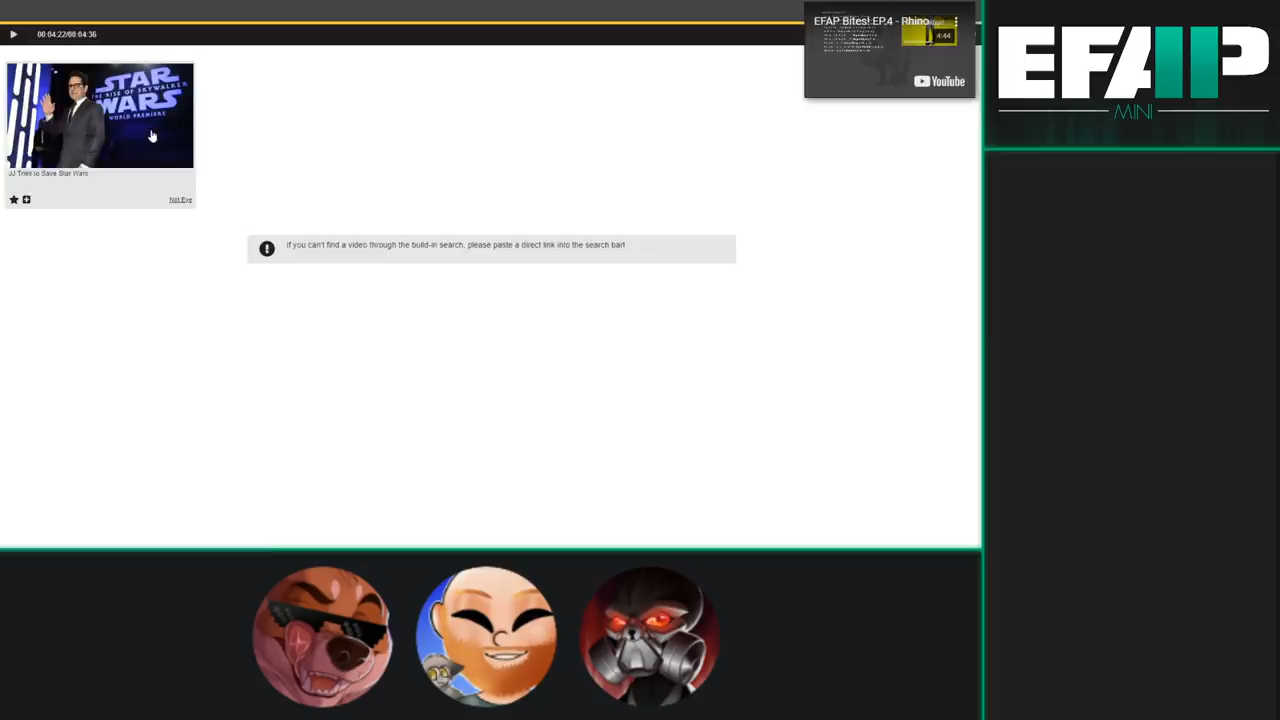 00:04:22/00:04:36
EFAP Bites! EP.4 - Rhino
4:44
YouTube
EFAP
MINI
STAR
THE RISE OF SKYWALKER
WARS
WORLD PREMIERE
JJ Tries to Save Star Wars
Not Eye
If you can't find a video through the build-in search, please paste a direct link into the search bar!